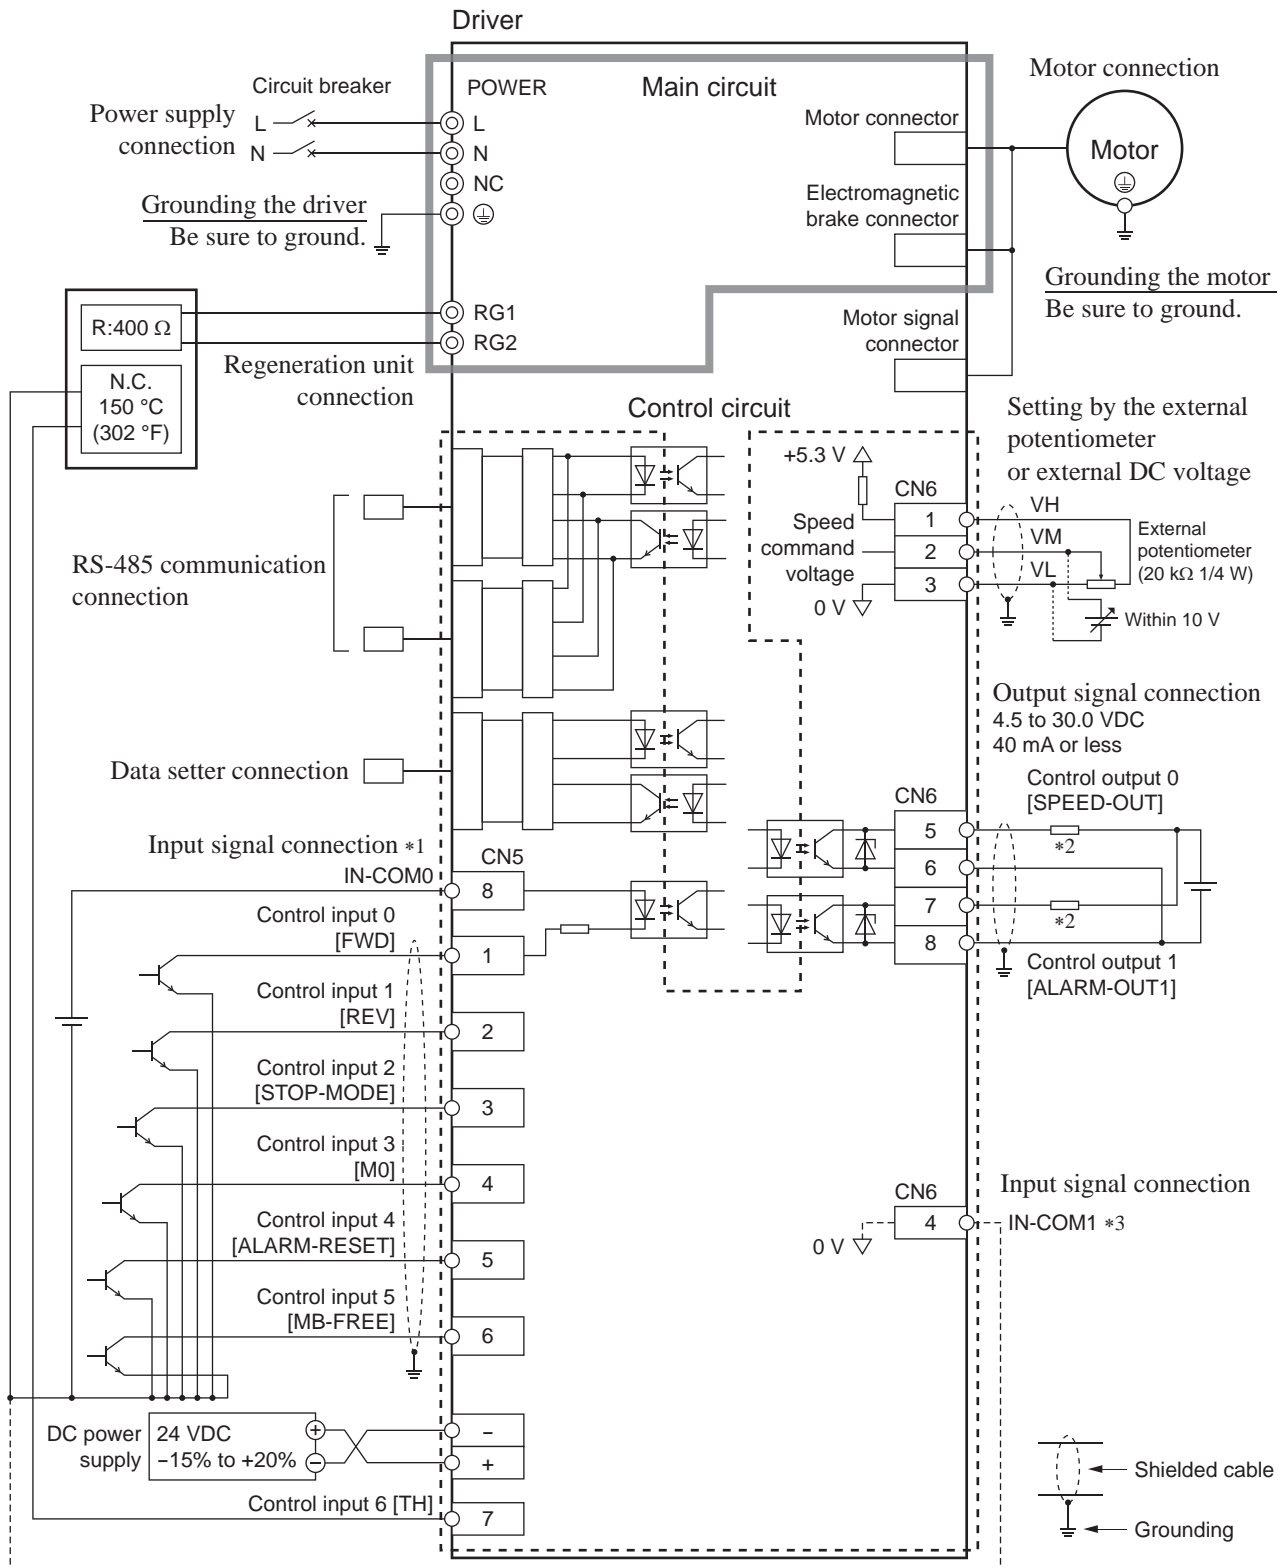 Driver
Circuit breaker
POWER
Main circuit
Motor connection
Power supply
connection
L
N
L
N
NC
Motor connector
Motor
Electromagnetic
brake connector
Grounding the driver
Be sure to ground.
Grounding the motor
Be sure to ground.
R:400 Ω
RG1
RG2
Motor signal
connector
Regeneration unit
connection
N.C.
150 °C
(302 °F)
Control circuit
Setting by the external
potentiometer
or external DC voltage
+5.3 V
CN6
Speed
command
voltage
0 V
1
2
3
VH
VM
VL
External
potentiometer
(20 kΩ 1/4 W)
Within 10 V
RS-485 communication
connection
Output signal connection
4.5 to 30.0 VDC
40 mA or less
Data setter connection
Control output 0
[SPEED-OUT]
CN6
5
6
7
8
*2
*2
Control output 1
[ALARM-OUT1]
Input signal connection *1
CN5
IN-COM0
8
Control input 0
[FWD]
1
Control input 1
[REV]
2
Control input 2
[STOP-MODE]
3
Control input 3
[M0]
4
Control input 4
[ALARM-RESET]
5
Control input 5
[MB-FREE]
6
CN6
4
0 V
Input signal connection
IN-COM1 *3
DC power
supply
24 VDC
−15% to +20%
+
−
−
+
Control input 6 [TH]
7
Shielded cable
Grounding